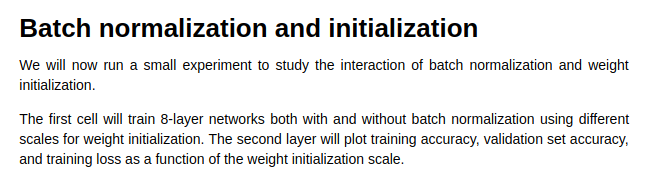 Batch normalization and initialization
We will now run a small experiment to study the interaction of batch normalization and weight
initialization.
The first cell will train 8-layer networks both with and without batch normalization using different
scales for weight initialization. The second layer will plot training accuracy, validation set accuracy,
and training loss as a function of the weight initialization scale.